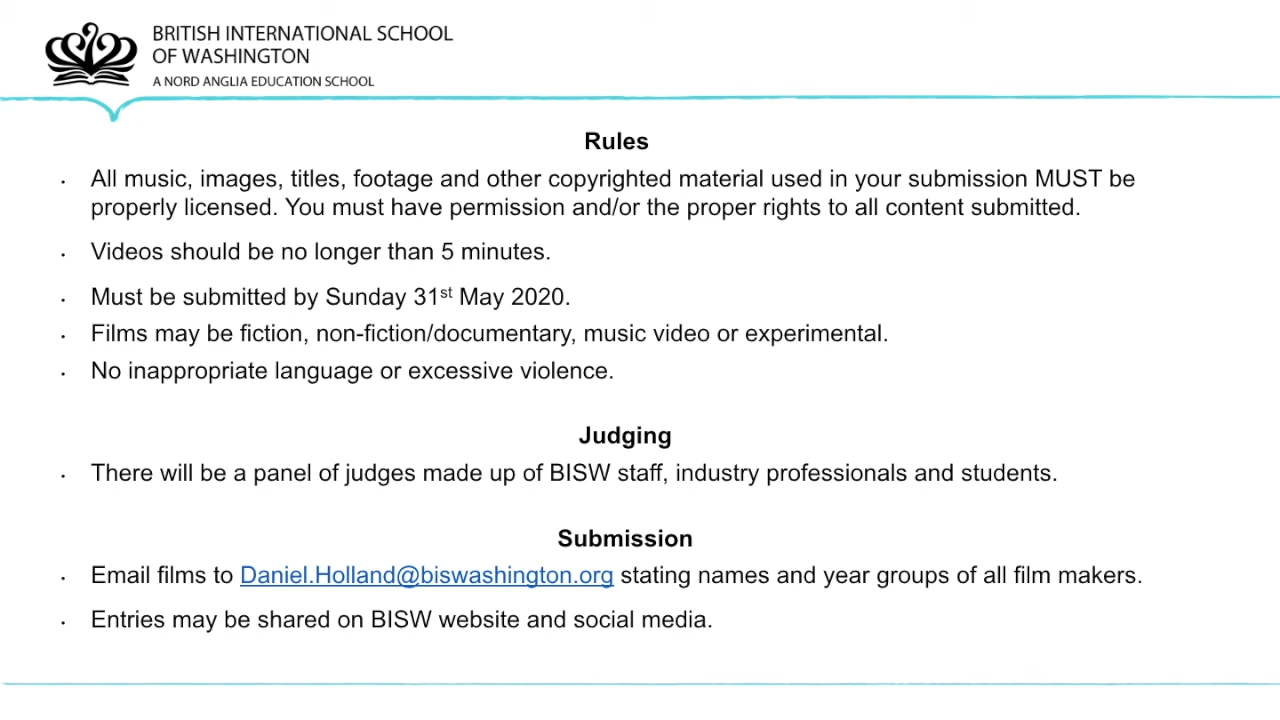 BRITISH INTERNATIONAL SCHOOL
OF WASHINGTON
A NORD ANGLIA EDUCATION SCHOOL
Rules
• All music, images, titles, footage and other copyrighted material used in your submission MUST be
properly licensed. You must have permission and/or the proper rights to all content submitted.
• Videos should be no longer than 5 minutes.
• Must be submitted by Sunday 31st May 2020.
• Films may be fiction, non-fiction/documentary, music video or experimental.
• No inappropriate language or excessive violence.
Judging
• There will be a panel of judges made up of BISW staff, industry professionals and students.
Submission
• Email films to Daniel.Holland@biswashington.org stating names and year groups of all film makers.
• Entries may be shared on BISW website and social media.